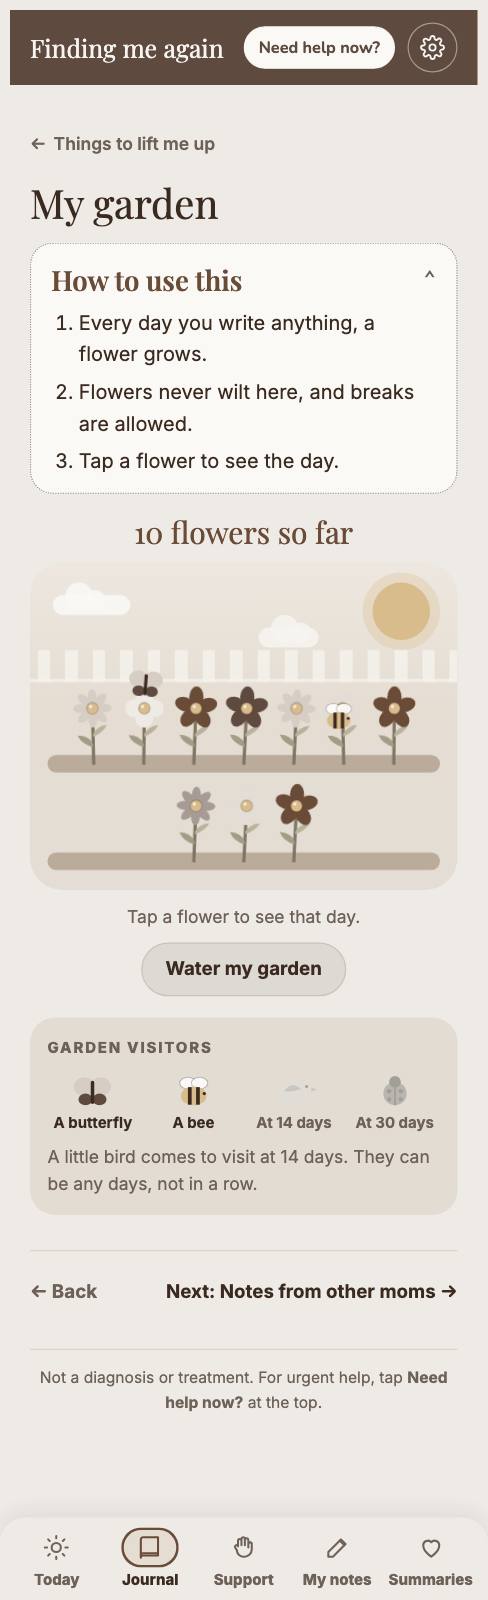 Finding me again
Need help now?
← Things to lift me up
My garden
How to use this
1. Every day you write anything, a
flower grows.
2. Flowers never wilt here, and breaks
are allowed.
3. Tap a flower to see the day.
10 flowers so far
Tap a flower to see that day.
Water my garden
GARDEN VISITORS
A butterfly
A bee
At 14 days
At 30 days
A little bird comes to visit at 14 days. They can
be any days, not in a row.
← Back
Next: Notes from other moms →
Not a diagnosis or treatment. For urgent help, tap Need
help now? at the top.
Today
Journal
Support
My notes
Summaries